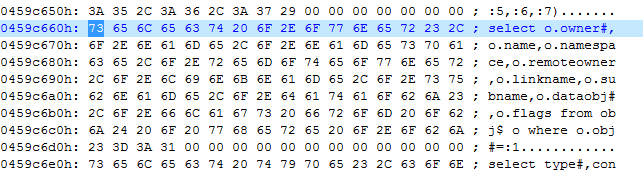 0459c650h: 3A 35 2C 3A 36 2C 3A 37 29 00 00 00 00 00 00 00 ; :5,:6,:7).......
0459c660h: 73 65 6C 65 63 74 20 6F 2E 6F 77 6E 65 72 23 2C ; select o.owner#,
0459c670h: 6F 2E 6E 61 6D 65 2C 6F 2E 6E 61 6D 65 73 70 61 ; o.name,o.namespa
0459c680h: 63 65 2C 6F 2E 72 65 6D 6F 74 65 6F 77 6E 65 72 ; ce,o.remoteowner
0459c690h: 2C 6F 2E 6C 69 6E 6B 6E 61 6D 65 2C 6F 2E 73 75 ; ,o.linkname,o.su
0459c6a0h: 62 6E 61 6D 65 2C 6F 2E 64 61 74 61 6F 62 6A 23 ; bname,o.dataobj#
0459c6b0h: 2C 6F 2E 66 6C 61 67 73 20 66 72 6F 6D 20 6F 62 ; ,o.flags from ob
0459c6c0h: 6A 24 20 6F 20 77 68 65 72 65 20 6F 2E 6F 62 6A ; j$ o where o.obj
0459c6d0h: 23 3D 3A 31 00 00 00 00 00 00 00 00 00 00 00 00 ; #=:1............
0459c6e0h: 73 65 6C 65 63 74 20 74 79 70 65 23 2C 63 6F 6E ; select type#,con